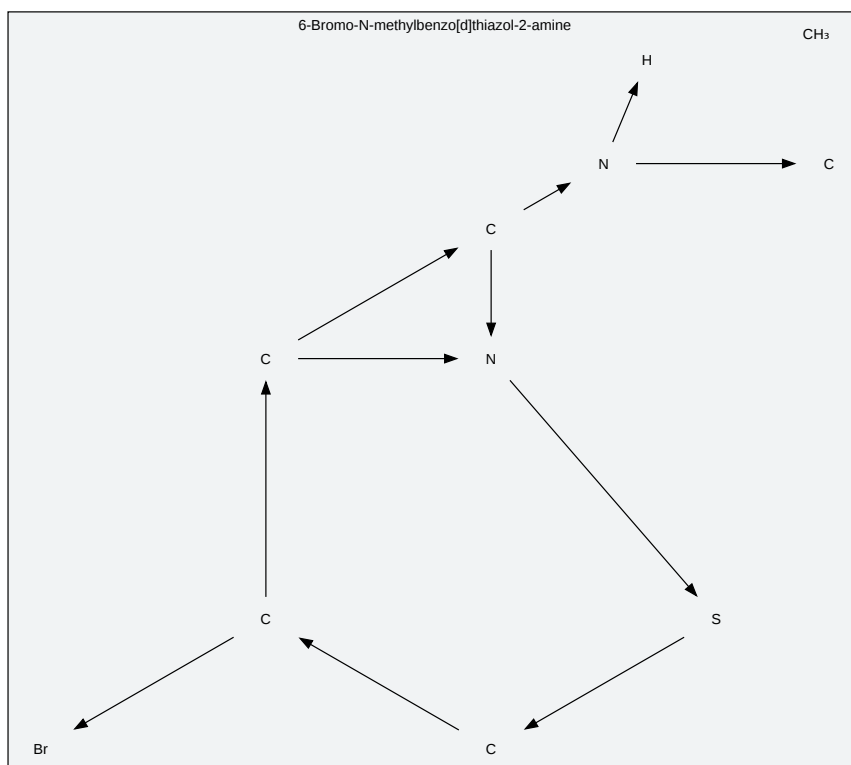 6-Bromo-N-methylbenzo[d]thiazol-2-amine
CH₃
H
N C
C
C N
C S
Br C